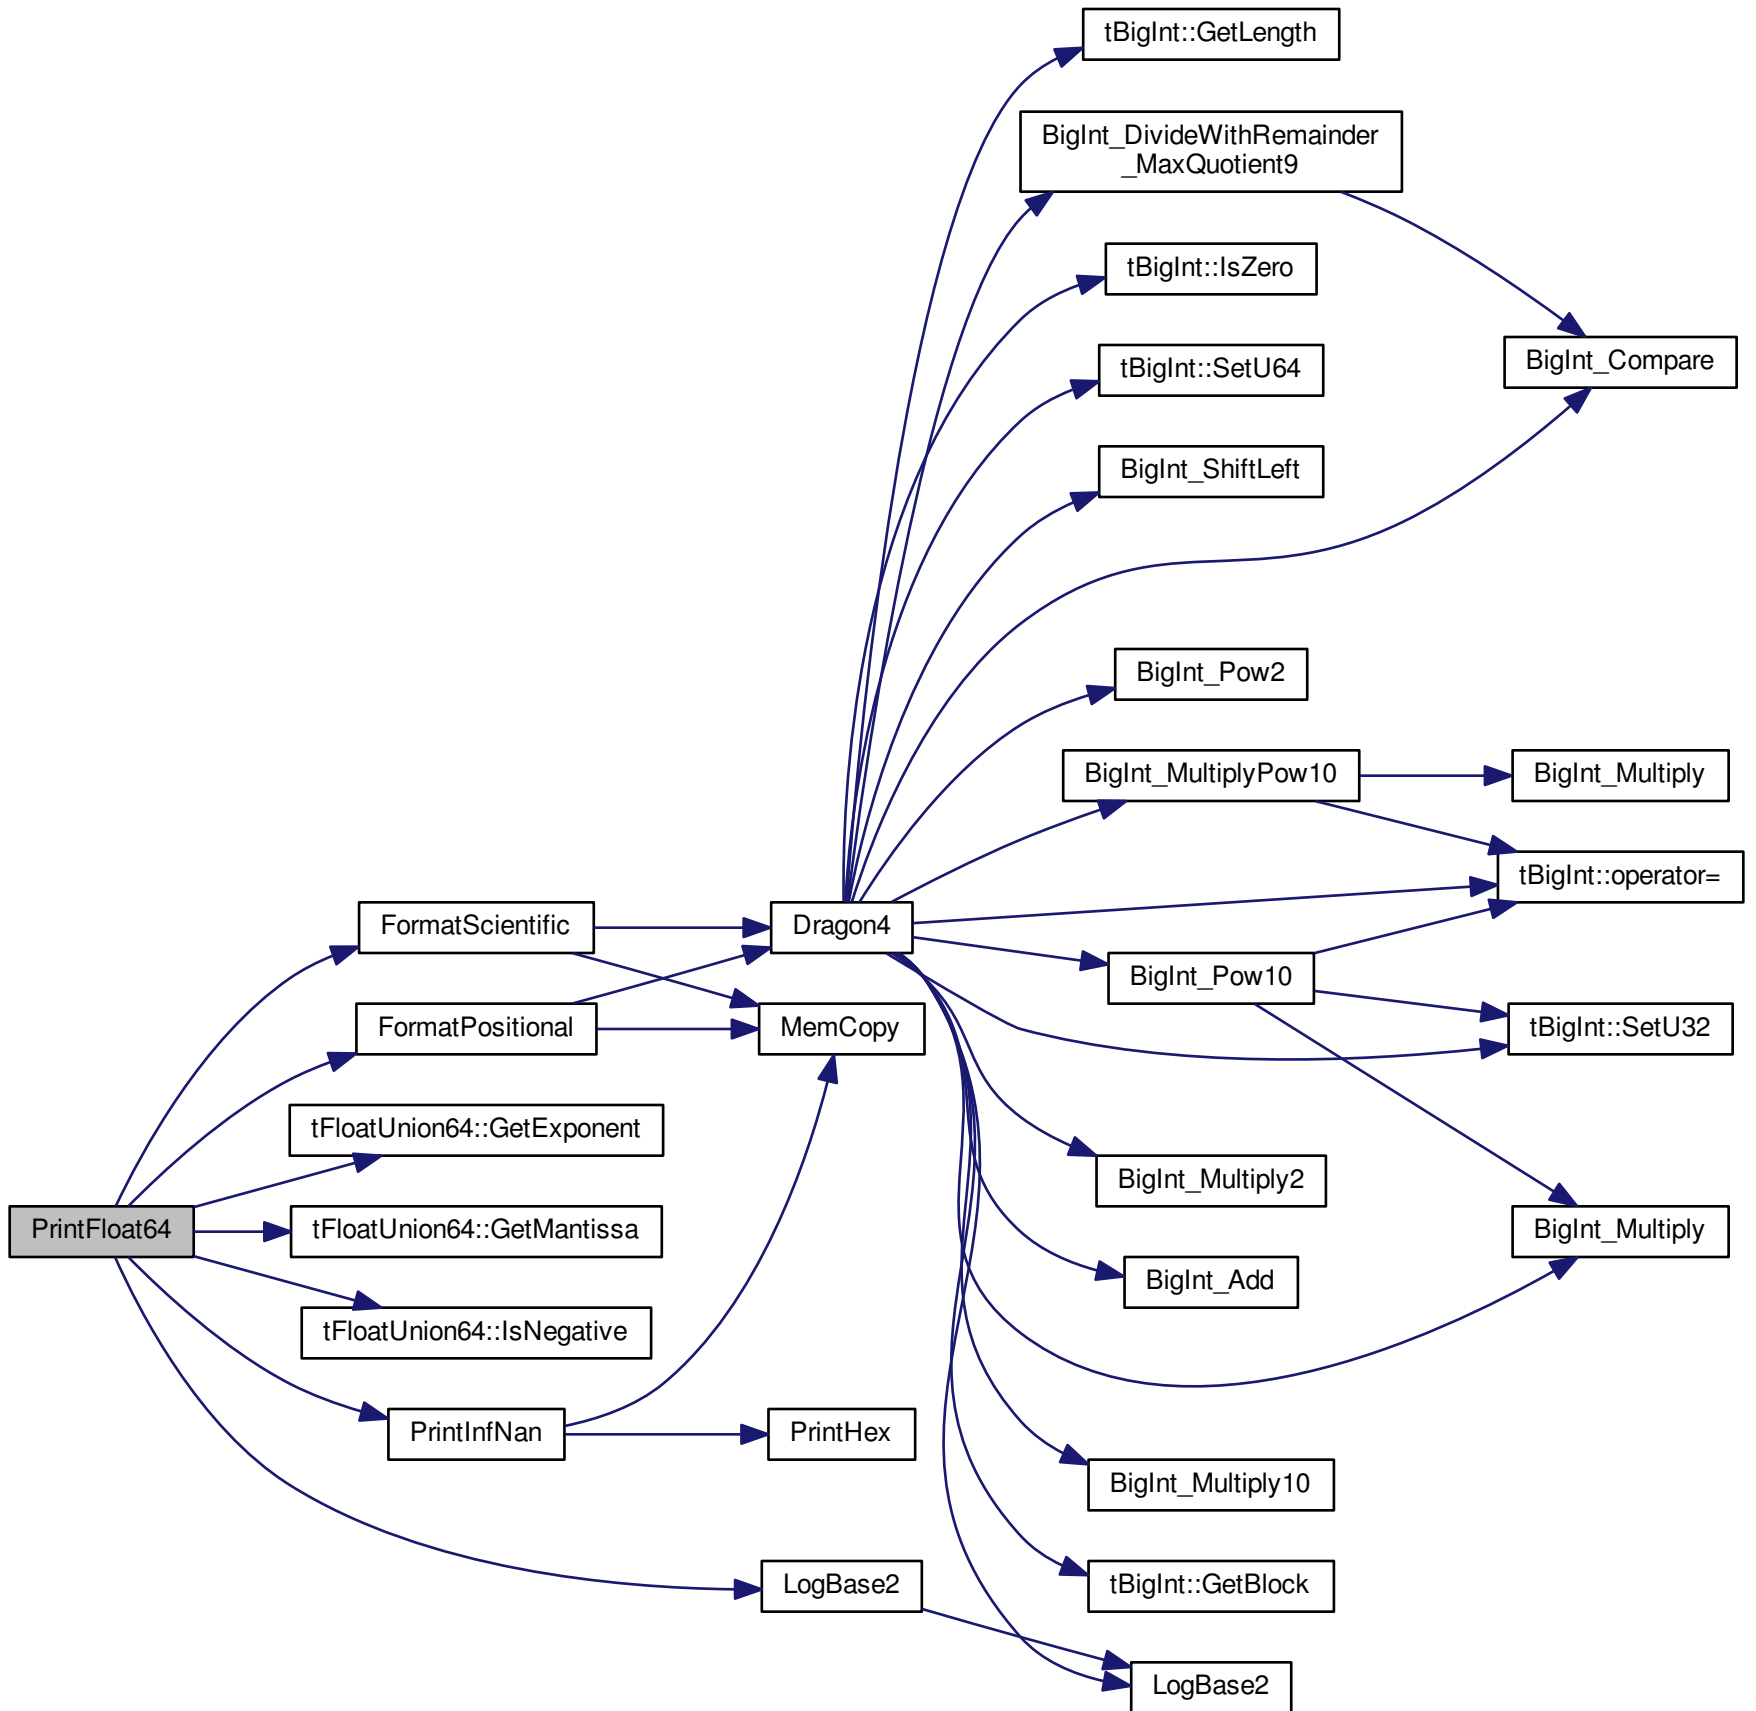 tBigInt::GetLength
BigInt_DivideWithRemainder
_MaxQuotient9
tBigInt::IsZero
BigInt_Compare
tBigInt::SetU64
BigInt_ShiftLeft
BigInt_Pow2
BigInt_MultiplyPow10
BigInt_Multiply
tBigInt::operator=
FormatScientific
Dragon4
BigInt_Pow10
FormatPositional
MemCopy
tBigInt::SetU32
tFloatUnion64::GetExponent
BigInt_Multiply2
PrintFloat64
tFloatUnion64::GetMantissa
BigInt_Multiply
BigInt_Add
tFloatUnion64::IsNegative
PrintInfNan
PrintHex
BigInt_Multiply10
LogBase2
tBigInt::GetBlock
LogBase2